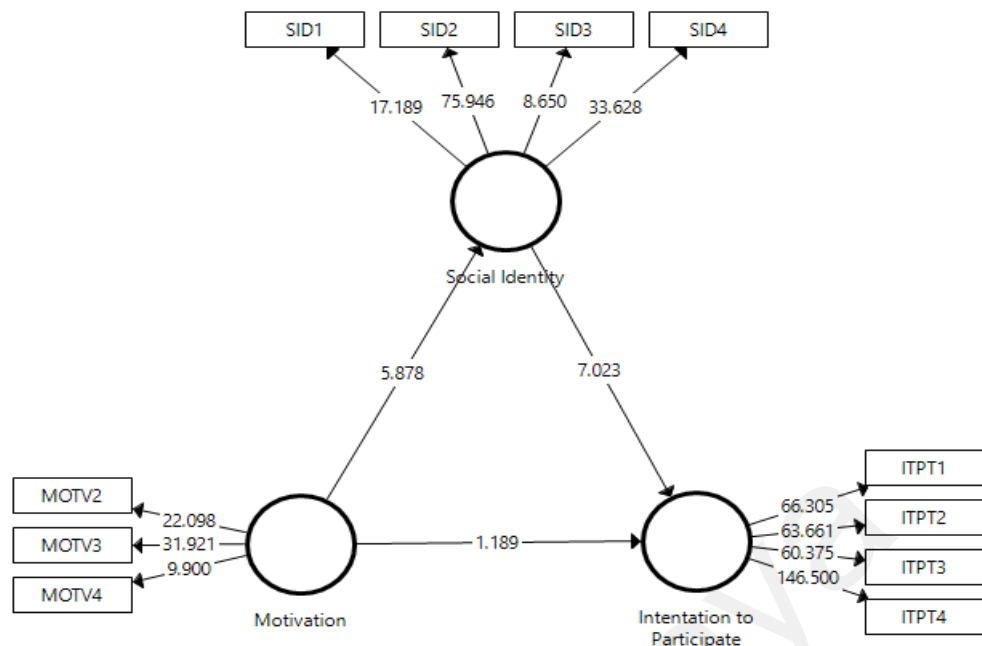 SID1 SID2 SID3 SID4
17.189 75.946 8.650 33.628
Social Identity
5.878 7.023
MOTV2
22.098
MOTV3
31.921
MOTV4
9.900
Motivation
1.189
ITPT1
66.305
ITPT2
63.661
ITPT3
60.375
ITPT4
146.500
Intentation to
Participate